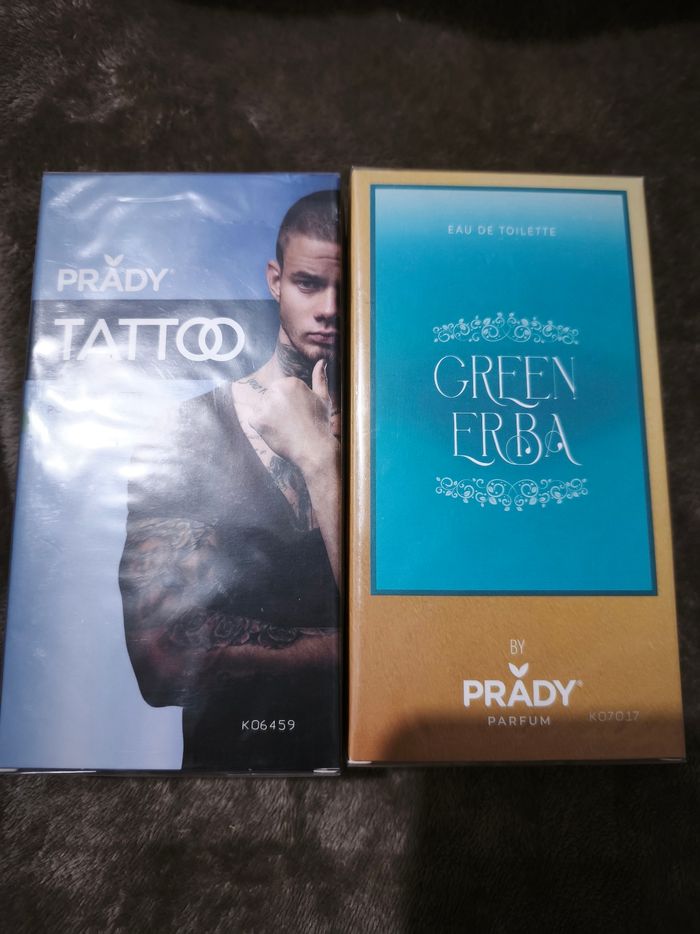 PRADY®
TATTOO
K06459
EAU DE TOILETTE
GREEN
ERBA
BY
PRADY®
PARFUM
K07017